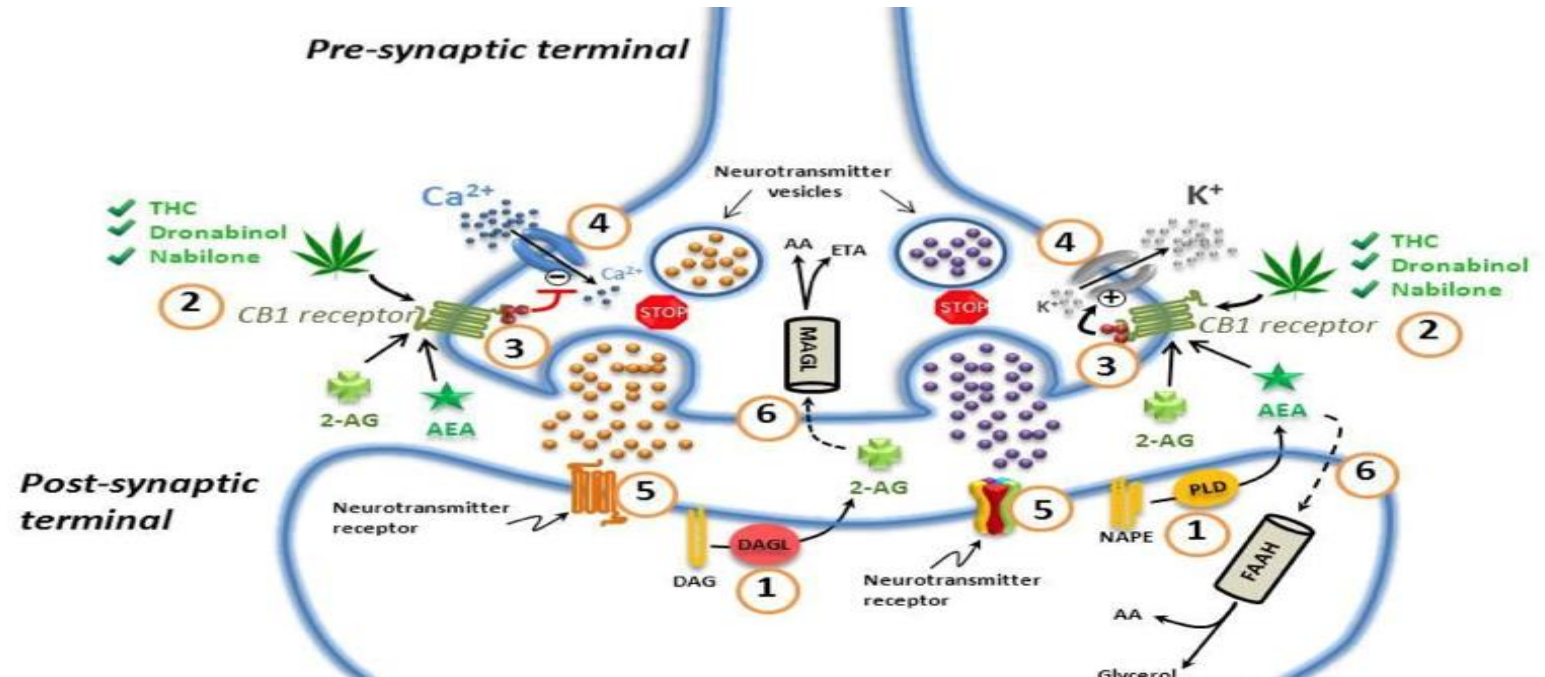 Pre-synaptic terminal
Neurotransmitter
vesicles
Ca2+
K+
THC
Dronabinol
Nabilone
4
4
THC
Dronabinol
Nabilone
AA
ETA
Ca2+
K+
2
CB1 receptor
STOP
STOP
CB1 receptor
2
3
MAGL
3
2-AG
AEA
6
2-AG
AEA
Post-synaptic
terminal
Neurotransmitter
receptor
5
2-AG
5
PLD
6
NAPE
1
DAG
DAGL
1
Neurotransmitter
receptor
FAAH
AA
Glycerol